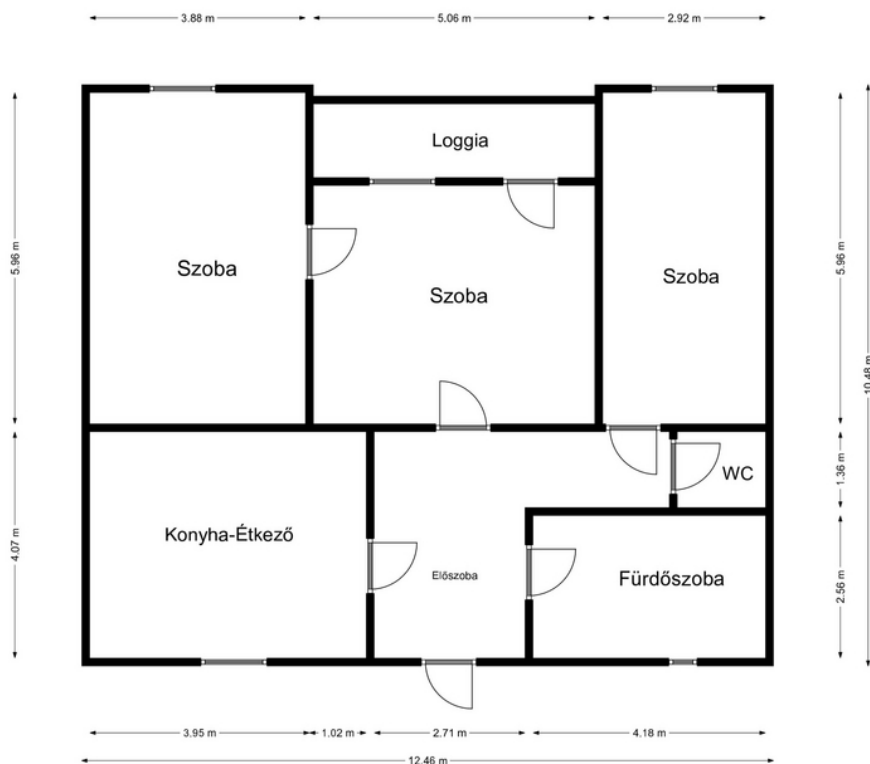 3.88 m
5.06 m
2.92 m
Loggia
5.96 m
Szoba
Szoba
Szoba
5.96 m
10.48 m
4.07 m
Konyha-Étkező
Előszoba
WC
1.36 m
Fürdőszoba
2.56 m
3.95 m
1.02 m
2.71 m
4.18 m
12.46 m